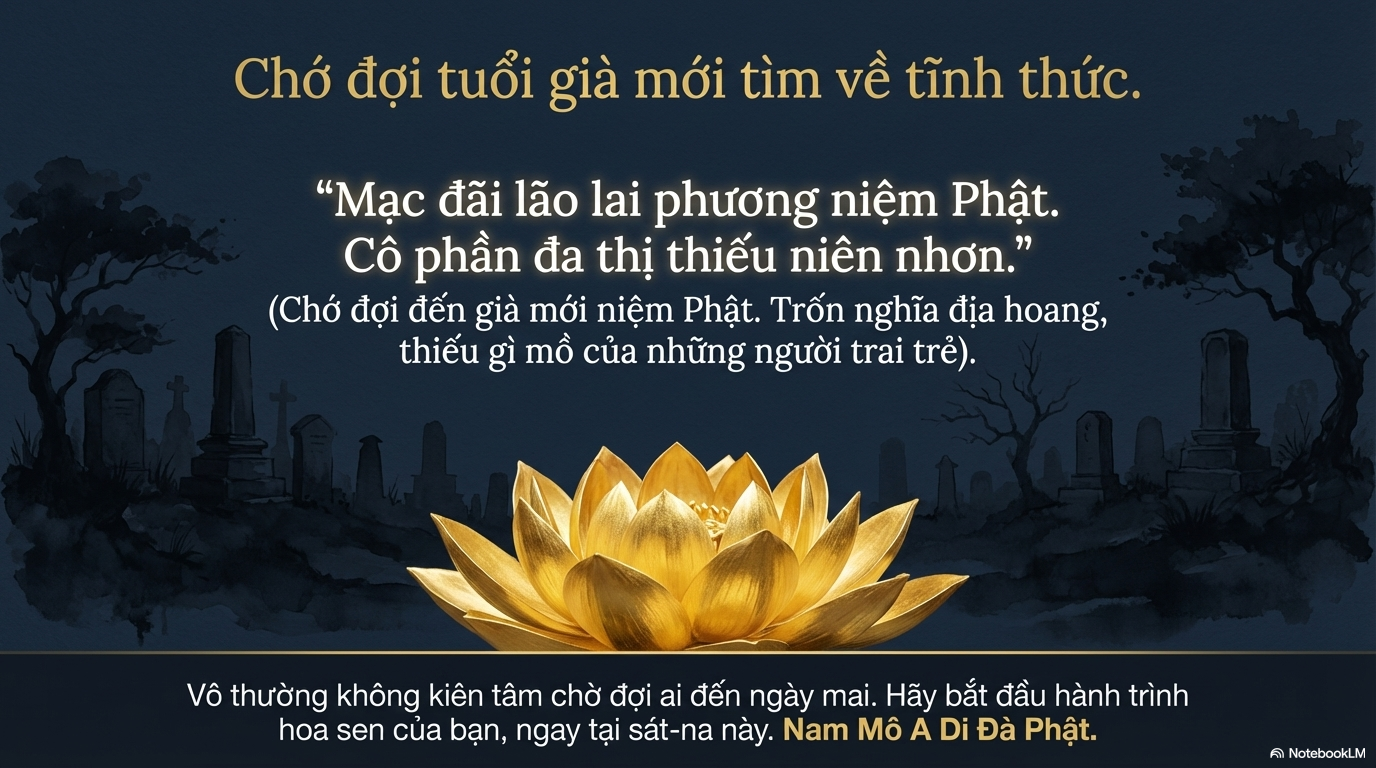 Chớ đợi tuổi già mới tìm về tĩnh thức.
“Mạc đãi lão lai phương niệm Phật.
Cô phần đa thị thiếu niên nhơn.”
(Chớ đợi đến già mới niệm Phật. Trốn nghĩa địa hoang,
thiếu gì mồ của những người trai trẻ).
Vô thường không kiên tâm chờ đợi ai đến ngày mai. Hãy bắt đầu hành trình
hoa sen của bạn, ngay tại sát-na này. Nam Mô A Di Đà Phật.
NotebookLM